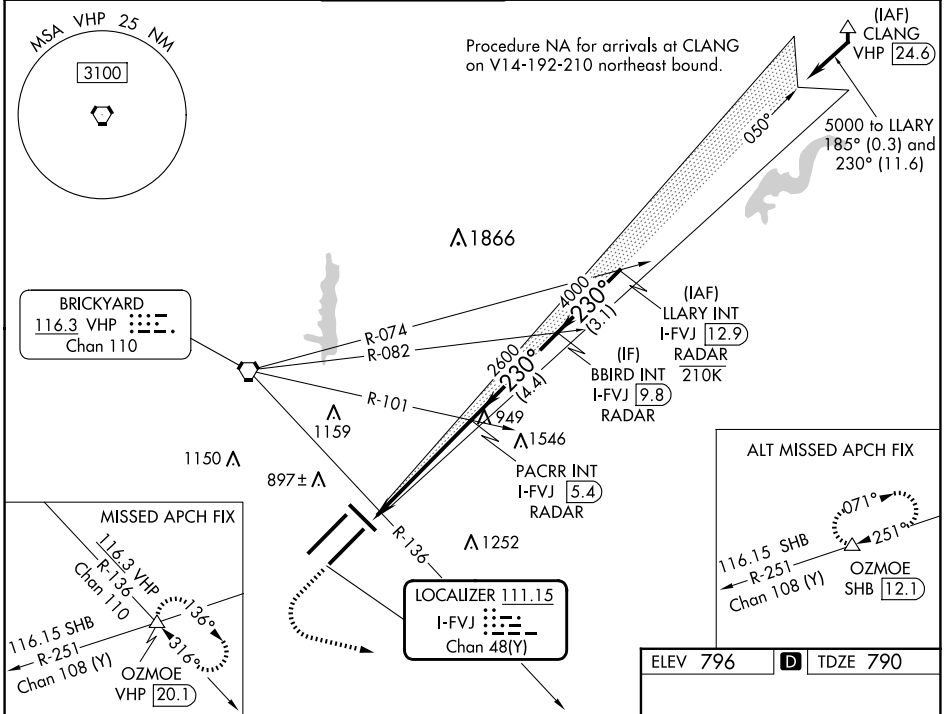 MSA VHP 25 NM
3100
Procedure NA for arrivals at CLANG
on V14-192-210 northeast bound.
(IAF)
CLANG
VHP 24.6
5000 to LLARY
185° (0.3) and
230° (11.6)
050°
1866
BRICKYARD
116.3 VHP
Chan 110
R-074
R-082
R-101
4000
230°
(3.1)
(IAF)
LLARY INT
I-FVJ 12.9
RADAR
210K
2600
230°
(4.4)
(IF)
BBIRD INT
I-FVJ 9.8
RADAR
949
1546
PACRR INT
I-FVJ 5.4
RADAR
1159
1150
897±
R-136
1252
LOCALIZER 111.15
I-FVJ
Chan 48(Y)
MISSED APCH FIX
116.3 VHP
R-136
Chan 110
136°
316°
116.15 SHB
R-251
Chan 108 (Y)
OZMOE
VHP 20.1
ALT MISSED APCH FIX
071°
251°
116.15 SHB
R-251
Chan 108 (Y)
OZMOE
SHB 12.1
ELEV 796 D TDZE 790